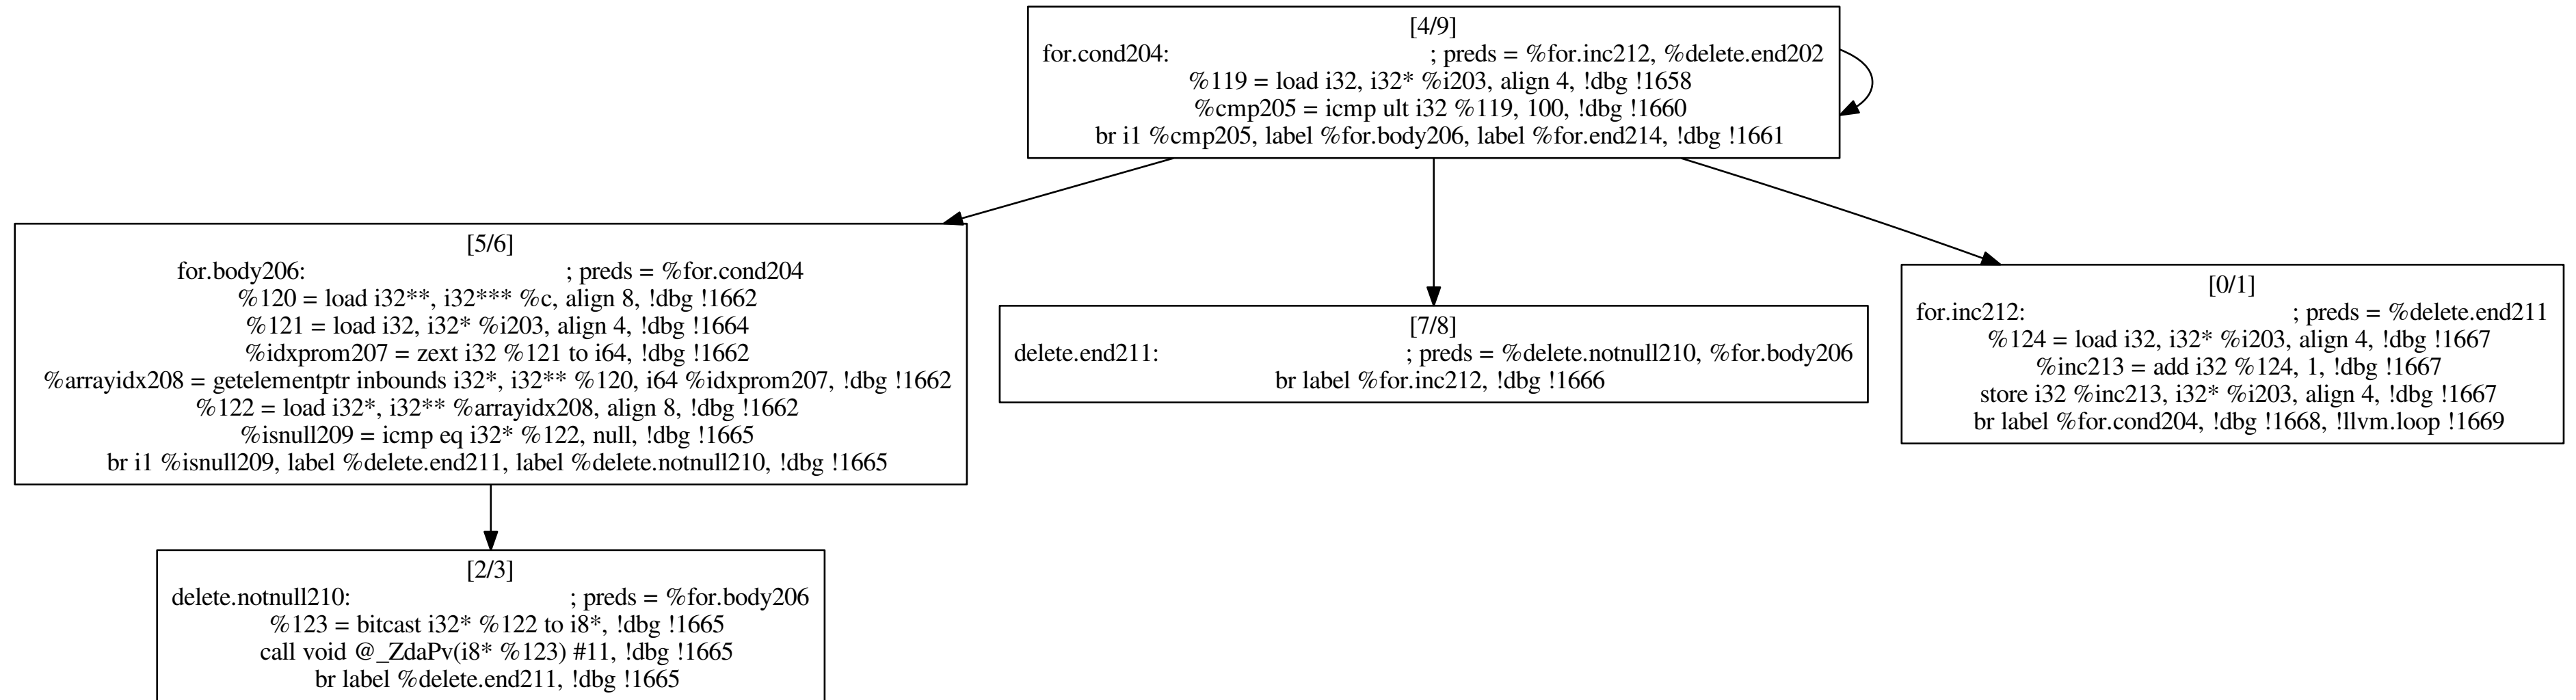 [4/9]
for.cond204: ; preds = %for.inc212, %delete.end202
%119 = load i32, i32* %i203, align 4, !dbg !1658
%cmp205 = icmp ult i32 %119, 100, !dbg !1660
br i1 %cmp205, label %for.body206, label %for.end214, !dbg !1661
[5/6]
for.body206: ; preds = %for.cond204
%120 = load i32**, i32*** %c, align 8, !dbg !1662
%121 = load i32, i32* %i203, align 4, !dbg !1664
%idxprom207 = zext i32 %121 to i64, !dbg !1662
%arrayidx208 = getelementptr inbounds i32*, i32** %120, i64 %idxprom207, !dbg !1662
%122 = load i32*, i32** %arrayidx208, align 8, !dbg !1662
%isnull209 = icmp eq i32* %122, null, !dbg !1665
br i1 %isnull209, label %delete.end211, label %delete.notnull210, !dbg !1665
[7/8]
delete.end211: ; preds = %delete.notnull210, %for.body206
br label %for.inc212, !dbg !1666
[0/1]
for.inc212: ; preds = %delete.end211
%124 = load i32, i32* %i203, align 4, !dbg !1667
%inc213 = add i32 %124, 1, !dbg !1667
store i32 %inc213, i32* %i203, align 4, !dbg !1667
br label %for.cond204, !dbg !1668, !llvm.loop !1669
[2/3]
delete.notnull210: ; preds = %for.body206
%123 = bitcast i32* %122 to i8*, !dbg !1665
call void @_ZdaPv(i8* %123) #11, !dbg !1665
br label %delete.end211, !dbg !1665